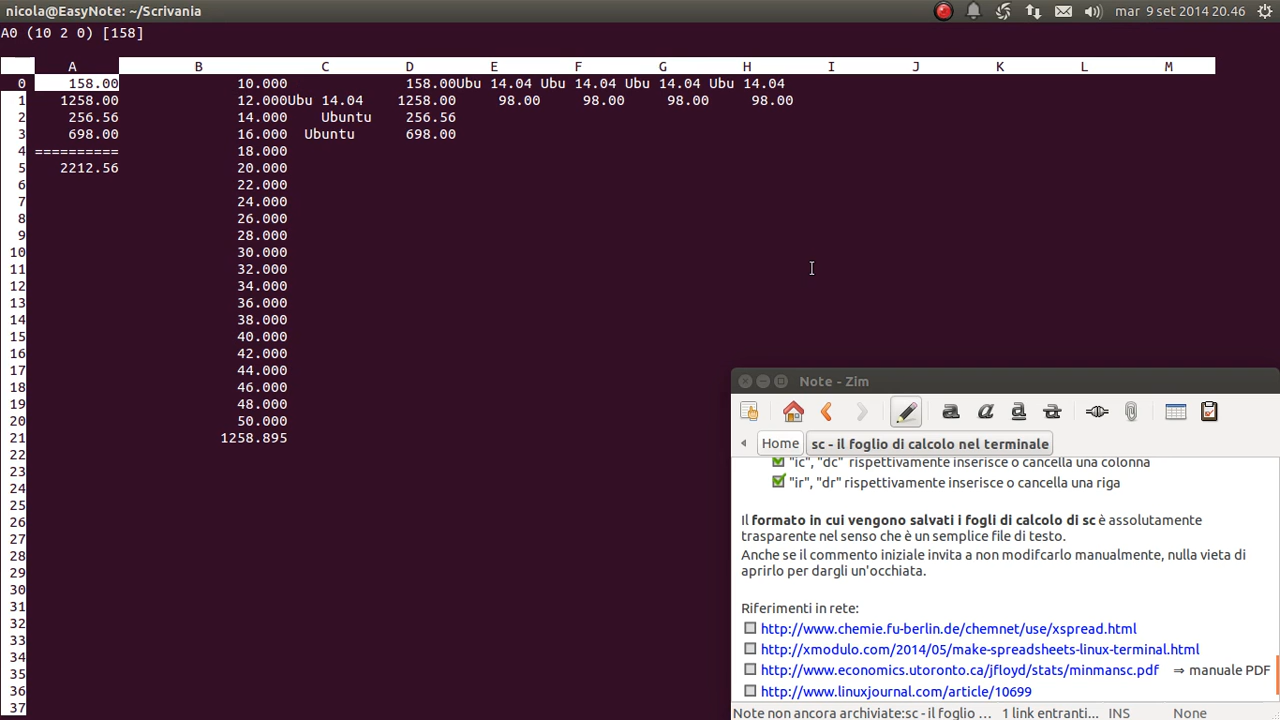 nicola@EasyNote: ~/Scrivania
mar 9 set 2014 20.46
A0 (10 2 0) [158]
A B C D E F G H I J K L M
0 158.00 10.000 158.00Ubu 14.04 Ubu 14.04 Ubu 14.04 Ubu 14.04
1 1258.00 12.000Ubu 14.04 1258.00 98.00 98.00 98.00 98.00
2 256.56 14.000 Ubuntu 256.56
3 698.00 16.000 Ubuntu 698.00
4 ========== 18.000
5 2212.56 20.000
6 22.000
7 24.000
8 26.000
9 28.000
10 30.000
11 32.000
12 34.000
13 36.000
14 38.000
15 40.000
16 42.000
17 44.000
18 46.000
19 48.000
20 50.000
21 1258.895
22
23
24
25
26
27
28
29
30
31
32
33
34
35
36
37
Note - Zim
Home sc - il foglio di calcolo nel terminale
"ic", "dc" rispettivamente inserisce o cancella una colonna
"ir", "dr" rispettivamente inserisce o cancella una riga
Il formato in cui vengono salvati i fogli di calcolo di sc è assolutamente
trasparente nel senso che è un semplice file di testo.
Anche se il commento iniziale invita a non modifcarlo manualmente, nulla vieta di
aprirlo per dargli un'occhiata.
Riferimenti in rete:
http://www.chemie.fu-berlin.de/chemnet/use/xspread.html
http://xmodulo.com/2014/05/make-spreadsheets-linux-terminal.html
http://www.economics.utoronto.ca/jfloyd/stats/minmansc.pdf ⇒ manuale PDF
http://www.linuxjournal.com/article/10699
Note non ancora archiviate:sc - il foglio ... 1 link entranti... INS None